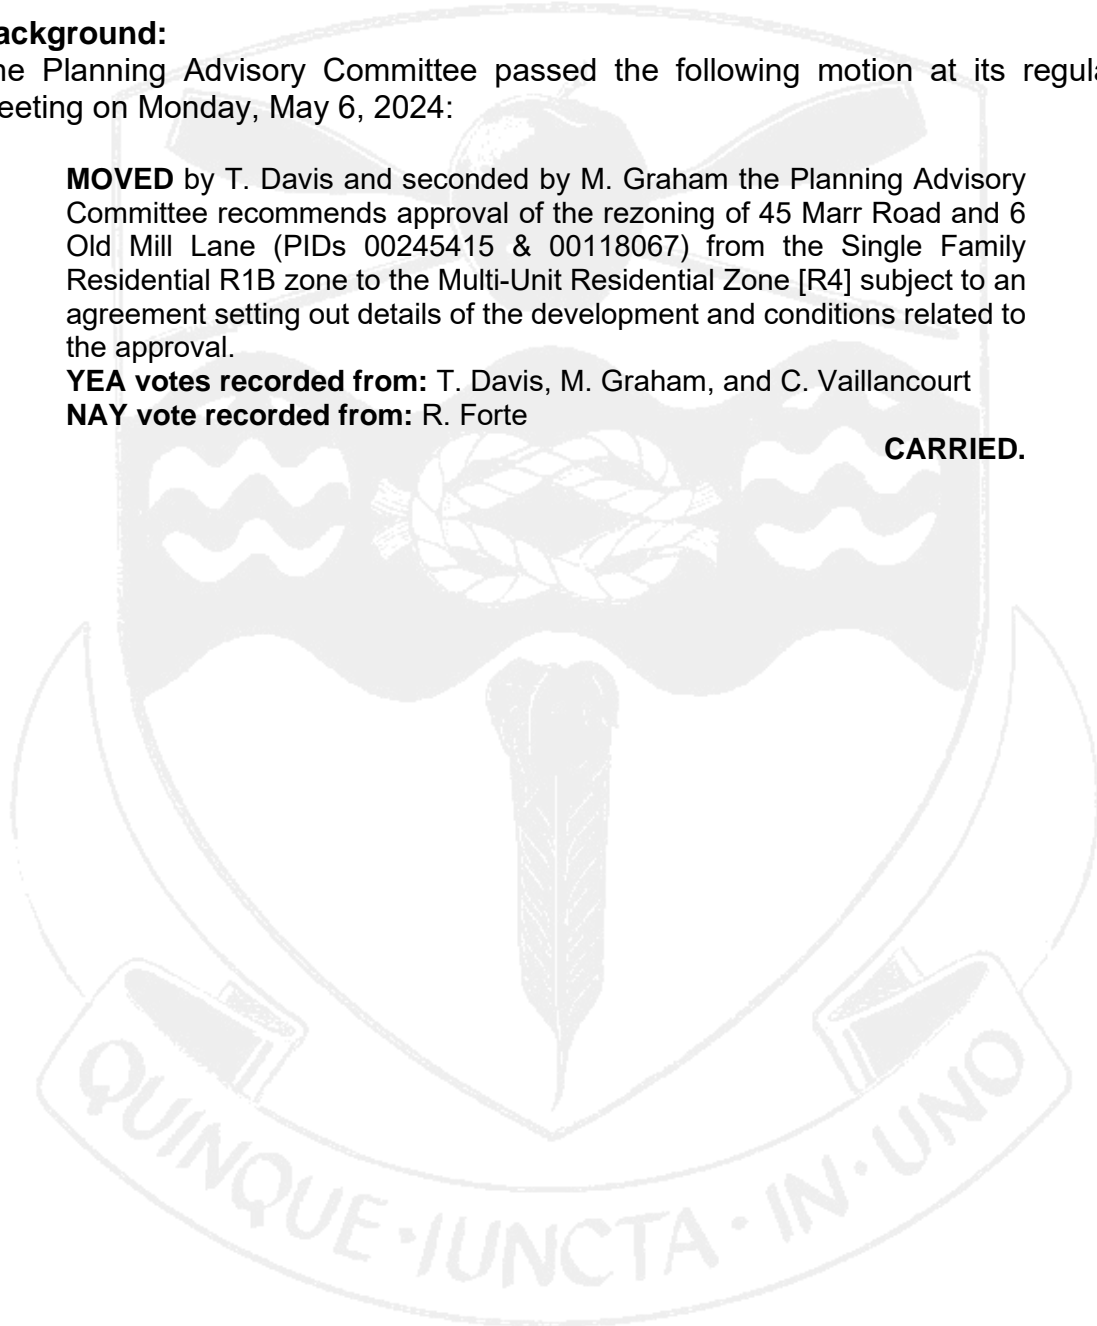 ackground:
he Planning Advisory Committee passed the following motion at its regula
eeting on Monday, May 6, 2024:
MOVED by T. Davis and seconded by M. Graham the Planning Advisory
Committee recommends approval of the rezoning of 45 Marr Road and 6
Old Mill Lane (PIDs 00245415 & 00118067) from the Single Family
Residential R1B zone to the Multi-Unit Residential Zone [R4] subject to an
agreement setting out details of the development and conditions related to
the approval.
YEA votes recorded from: T. Davis, M. Graham, and C. Vaillancourt
NAY vote recorded from: R. Forte
CARRIED.
QUINQUE·IUNCTA·IN·UNO